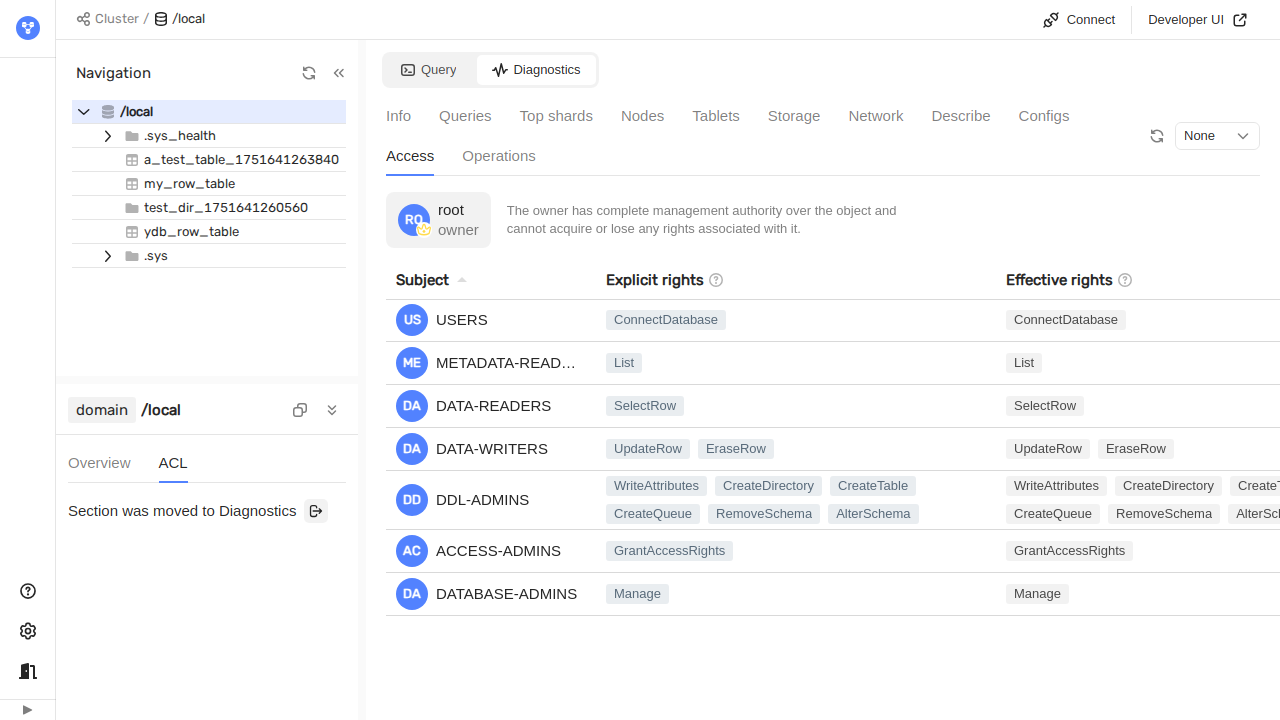 Cluster / /local
Connect
Developer UI
Navigation
/local
.sys_health
a_test_table_1751641263840
my_row_table
test_dir_1751641260560
ydb_row_table
.sys
domain /local
Overview ACL
Section was moved to Diagnostics
Query Diagnostics
Info Queries Top shards Nodes Tablets Storage Network Describe Configs
Access Operations
None
RO root
owner
The owner has complete management authority over the object and
cannot acquire or lose any rights associated with it.
Subject Explicit rights Effective rights
US USERS ConnectDatabase ConnectDatabase
ME METADATA-READ… List List
DA DATA-READERS SelectRow SelectRow
DA DATA-WRITERS UpdateRow EraseRow UpdateRow EraseRow
DD DDL-ADMINS WriteAttributes CreateDirectory CreateTable WriteAttributes CreateDirectory
CreateQueue RemoveSchema AlterSchema CreateQueue RemoveSchema
AC ACCESS-ADMINS GrantAccessRights GrantAccessRights
DA DATABASE-ADMINS Manage Manage